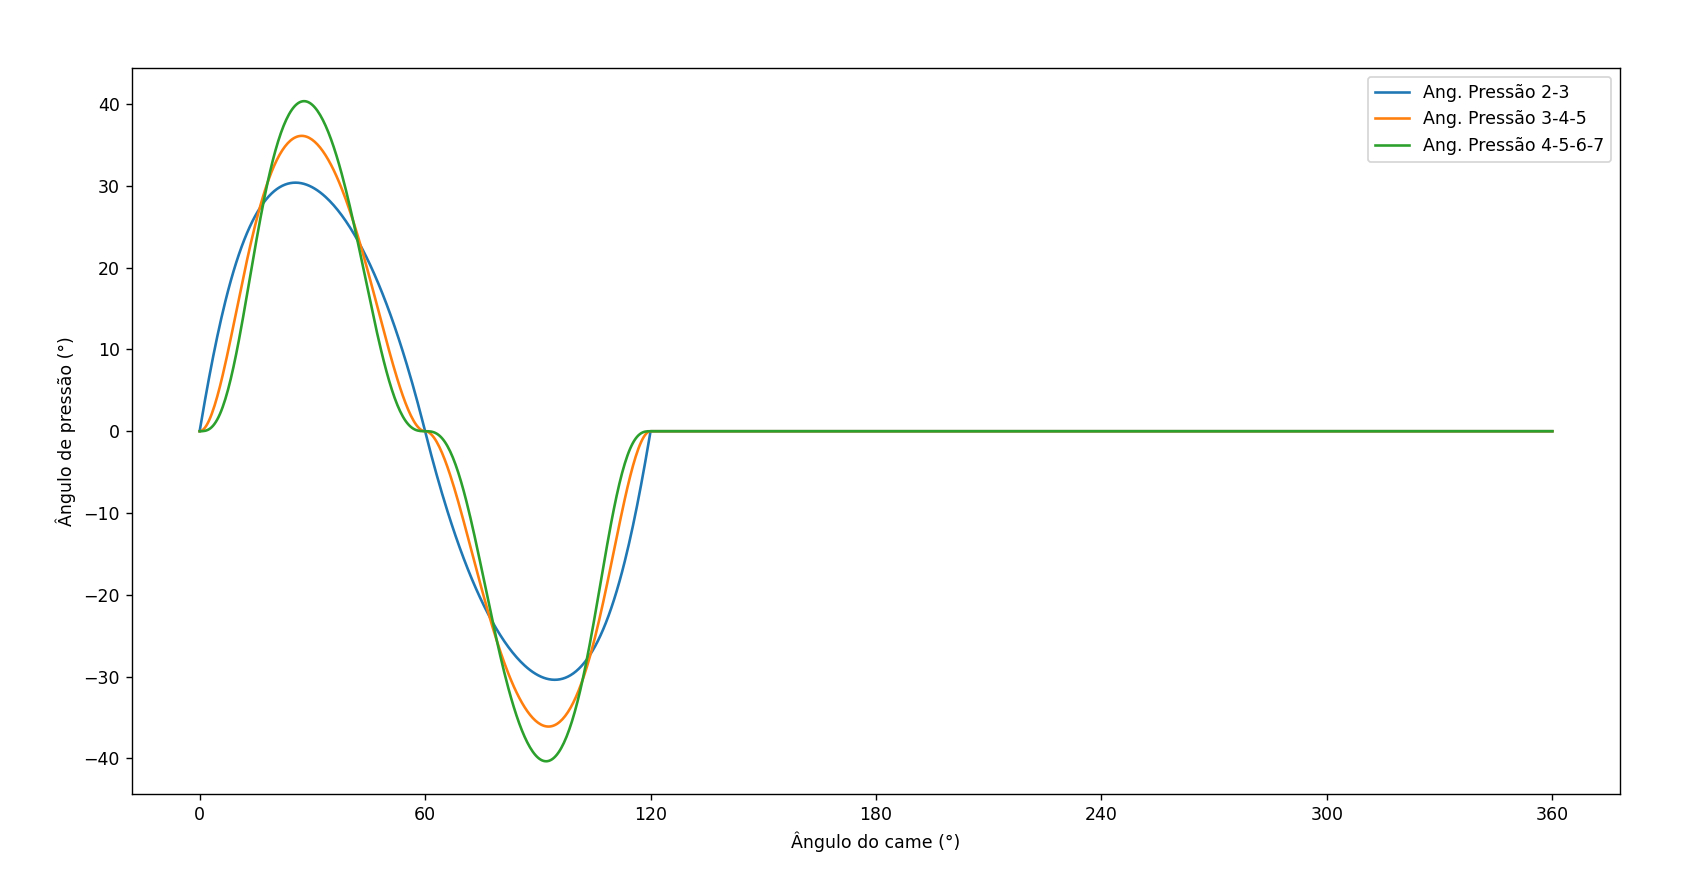 Ang. Pressão 2-3
Ang. Pressão 3-4-5
Ang. Pressão 4-5-6-7
40
30
20
10
0
−10
−20
−30
−40
Ângulo de pressão (°)
0 60 120 180 240 300 360
Ângulo do came (°)